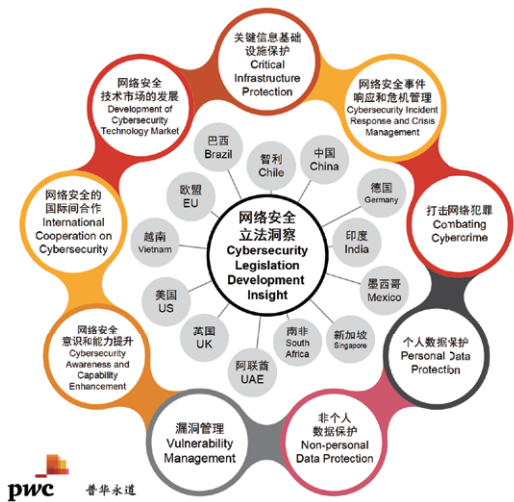 关键信息基础
设施保护
Critical
Infrastructure
Protection
网络安全事件
响应和危机管理
Cybersecurity Incident
Response and Crisis
Management
打击网络犯罪
Combating
Cybercrime
个人数据保护
Personal Data
Protection
非个人
数据保护
Non-personal
Data Protection
漏洞管理
Vulnerability
Management
网络安全
意识和能力提升
Cybersecurity
Awareness and
Capability
Enhancement
网络安全的
国际间合作
International
Cooperation on
Cybersecurity
网络安全
技术市场的发展
Development of
Cybersecurity
Technology Market
巴西
Brazil
智利
Chile
中国
China
德国
Germany
印度
India
墨西哥
Mexico
新加坡
Singapore
南非
South
Africa
阿联酋
UAE
英国
UK
美国
US
越南
Vietnam
欧盟
EU
网络安全
立法洞察
Cybersecurity
Legislation
Development
Insight
pwc
普华永道